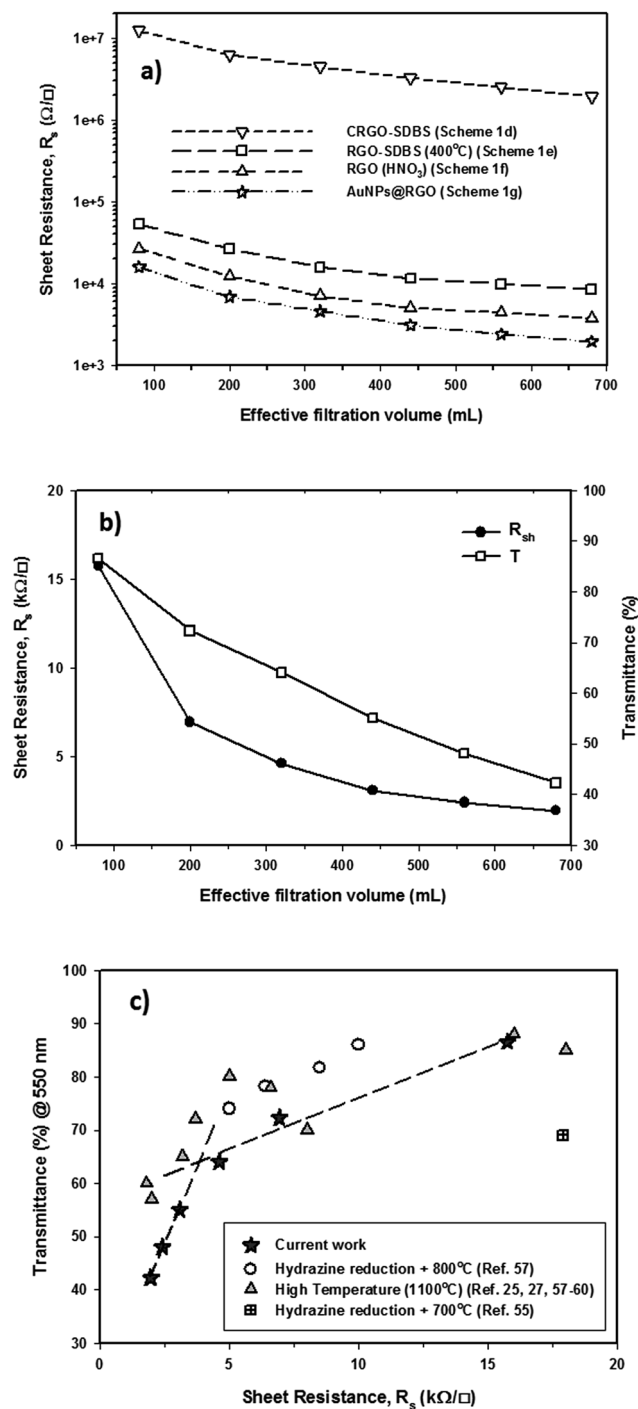 a)
1e+7
1e+6
1e+5
1e+4
1e+3
Sheet Resistance, Rs (Ω/□)
CRGO-SDBS (Scheme 1d)
RGO-SDBS (400°C) (Scheme 1e)
RGO (HNO3) (Scheme 1f)
AuNPs@RGO (Scheme 1g)
100 200 300 400 500 600 700
Effective filtration volume (mL)
b)
20
15
10
5
0
Sheet Resistance, Rs (kΩ/□)
Rsh
T
100
90
80
70
60
50
40
30
Transmittance (%)
100 200 300 400 500 600 700
Effective filtration volume (mL)
c)
100
90
80
70
60
50
40
30
Transmittance (%) @ 550 nm
Current work
Hydrazine reduction + 800°C (Ref. 57)
High Temperature (1100°C) (Ref. 25, 27, 57-60)
Hydrazine reduction + 700°C (Ref. 55)
0 5 10 15 20
Sheet Resistance, Rs (kΩ/□)